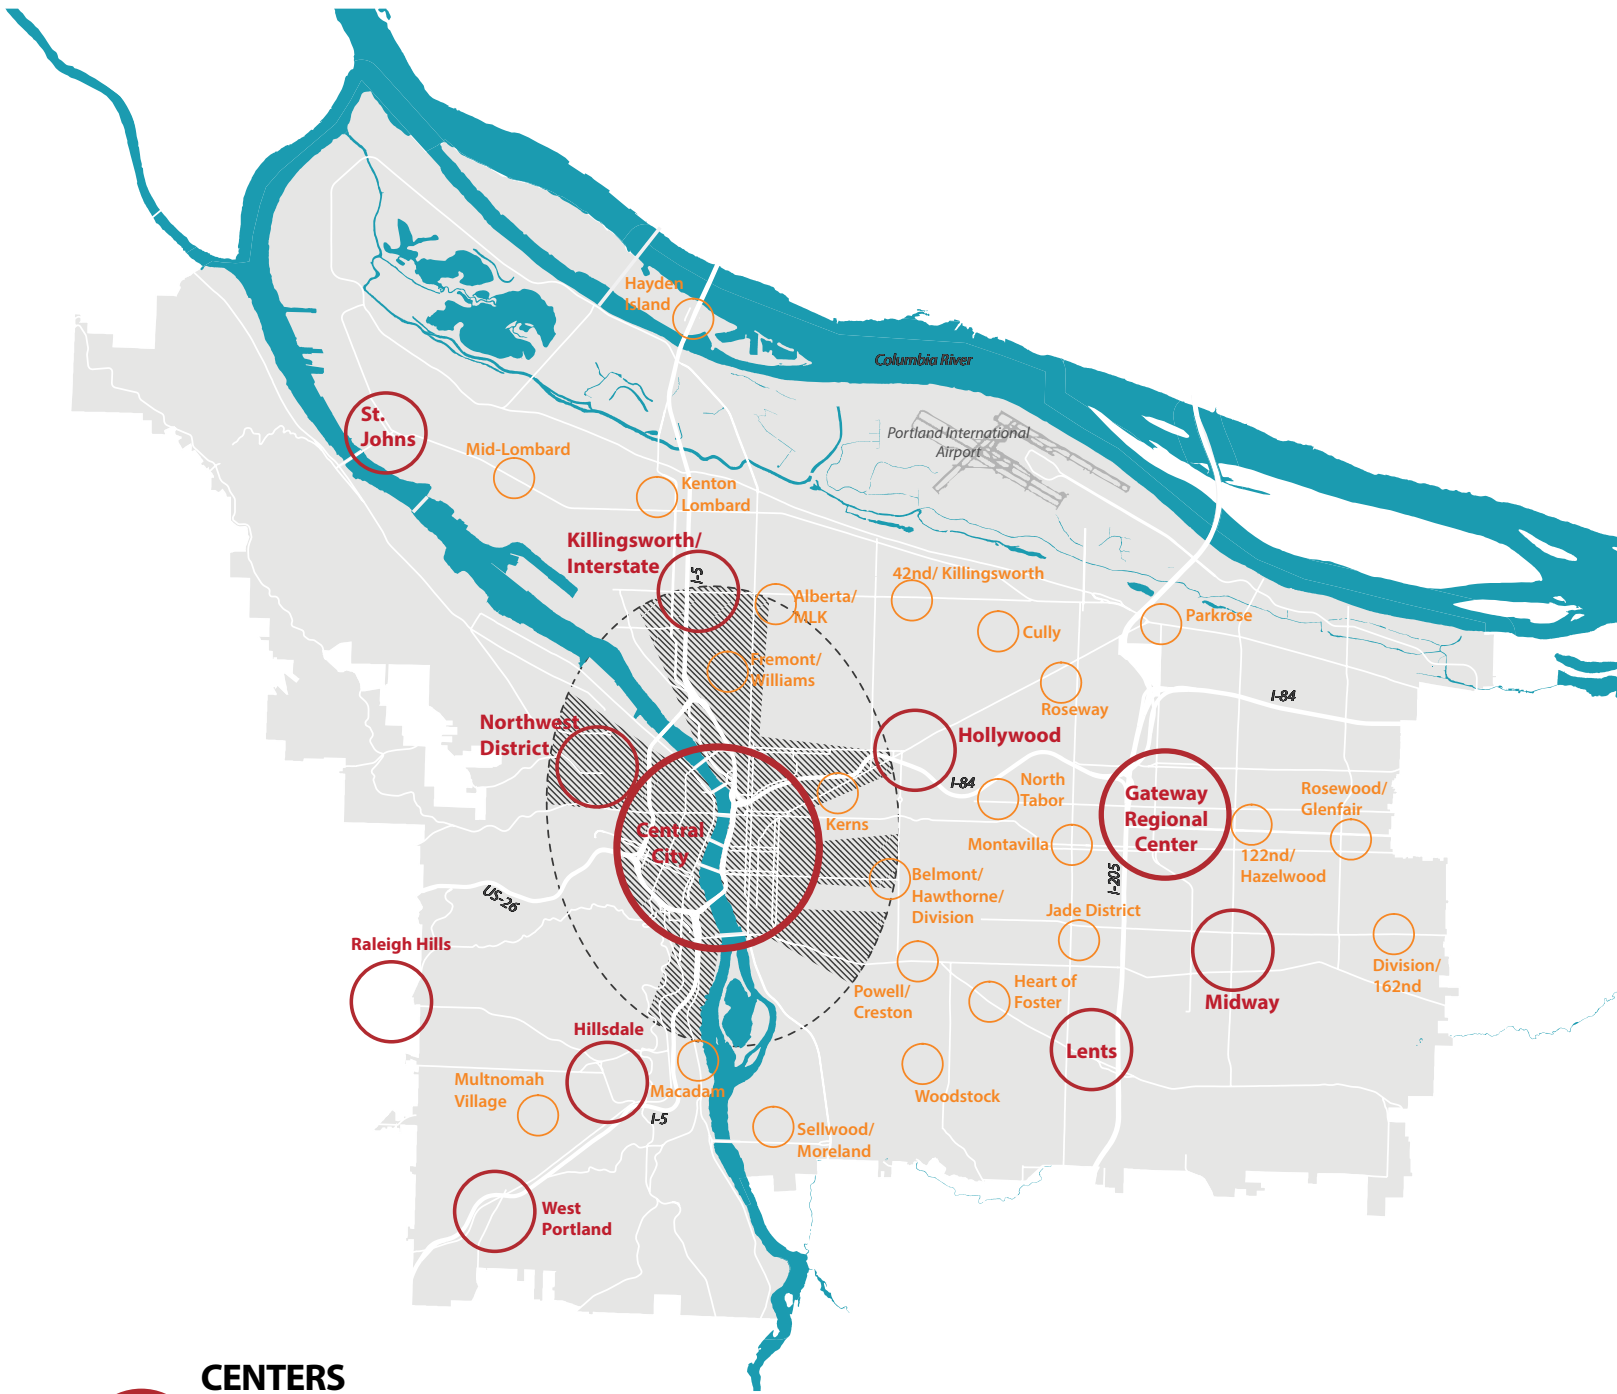 Hayden
Island
Columbia River
St.
Johns
Portland International
Airport
Mid-Lombard
Kenton
Lombard
Killingsworth/
Interstate
I-5
42nd/ Killingsworth
Alberta/
MLK
Parkrose
Cully
Fremont/
Williams
Roseway
I-84
Northwest
District
Hollywood
I-84
North
Tabor
Gateway
Regional
Center
Rosewood/
Glenfair
Kerns
Central
City
Montavilla
122nd/
Hazelwood
I-205
US-26
Belmont/
Hawthorne/
Division
Jade District
Raleigh Hills
Division/
162nd
Powell/
Creston
Heart of
Foster
Midway
Hillsdale
Lents
Multnomah
Village
Macadam
Woodstock
I-5
Sellwood/
Moreland
West
Portland
CENTERS